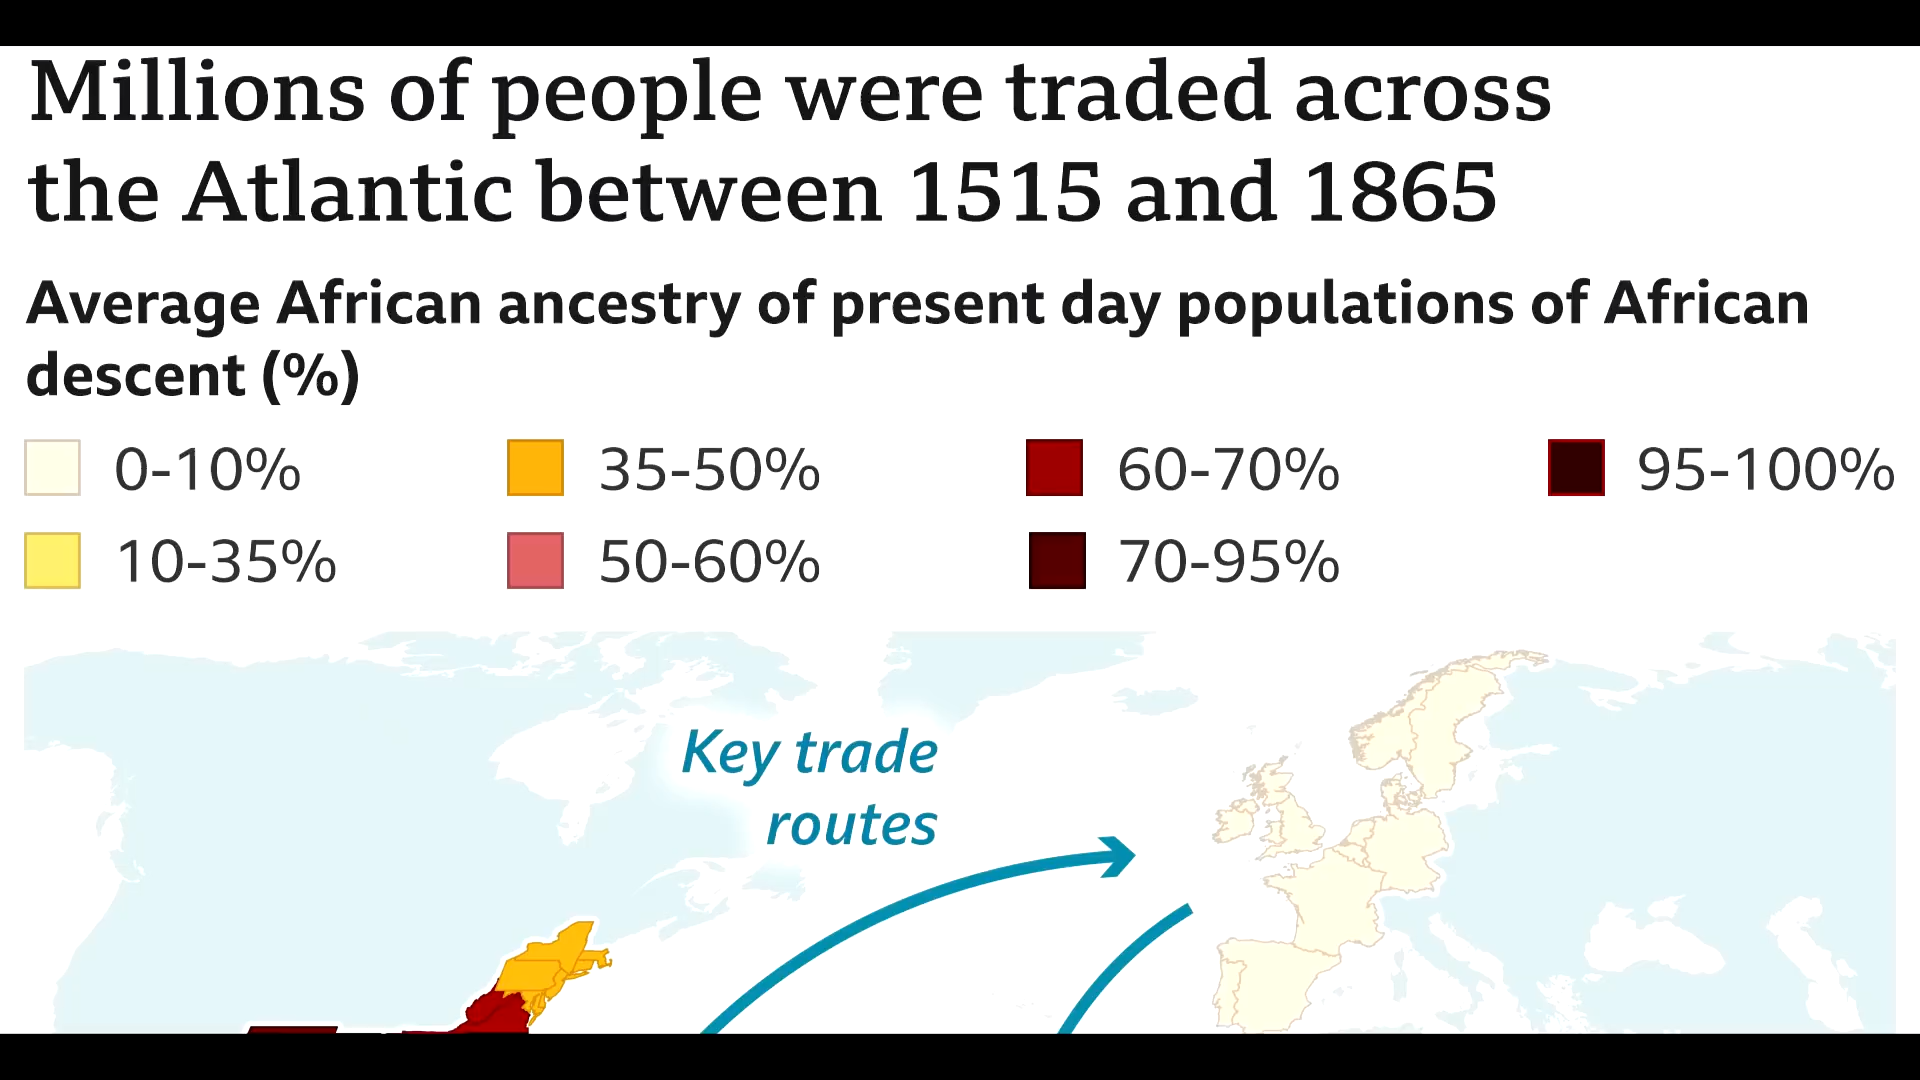 Millions of people were traded across
the Atlantic between 1515 and 1865
Average African ancestry of present day populations of African
descent (%)
0-10%
35-50%
60-70%
95-100%
10-35%
50-60%
70-95%
Key trade
routes